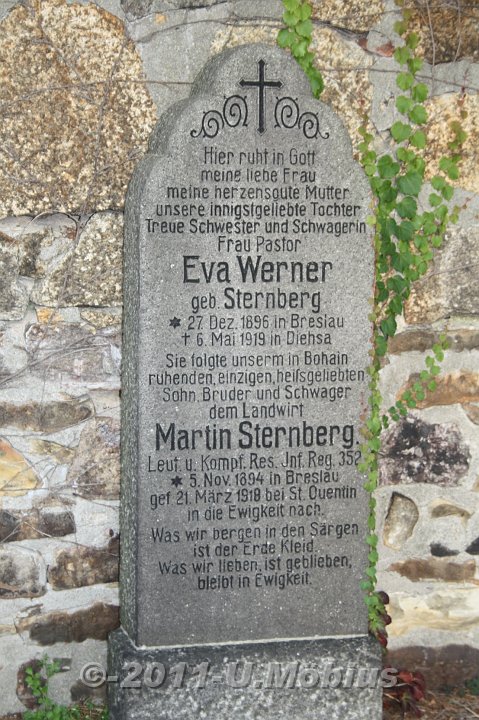 Hier ruht in Gott
meine liebe Frau
meine herzensgute Mutter
unsere innigstgeliebte Tochter
Treue Schwester und Schwägerin
Frau Pastor
Eva Werner
geb. Sternberg
* 27. Dez. 1896 in Breslau
† 6. Mai 1919 in Diehsa
Sie folgte unserm in Bohain
ruhenden, einzigen, heifsgeliebten
Sohn, Bruder und Schwager
dem Landwirt
Martin Sternberg.
Leut. u. Kompf. Res. Jnf. Reg. 352
* 5. Nov. 1894 in Breslau
gef. 21. März 1918 bei St. Quentin
in die Ewigkeit nach.
Was wir bergen in den Särgen
ist der Erde Kleid.
Was wir lieben, ist geblieben,
bleibt in Ewigkeit.
©-2011-U.Möbius